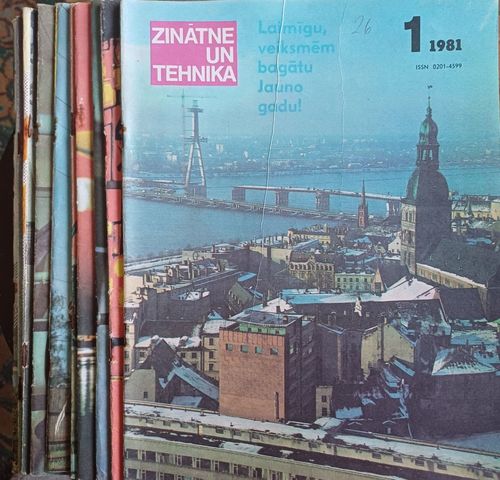 ZINĀTNE
UN
TEHNIKA
Laimīgu,
veiksmēm
bagātu
Jauno
gadu!
26
1 1981
ISSN 0201-4599